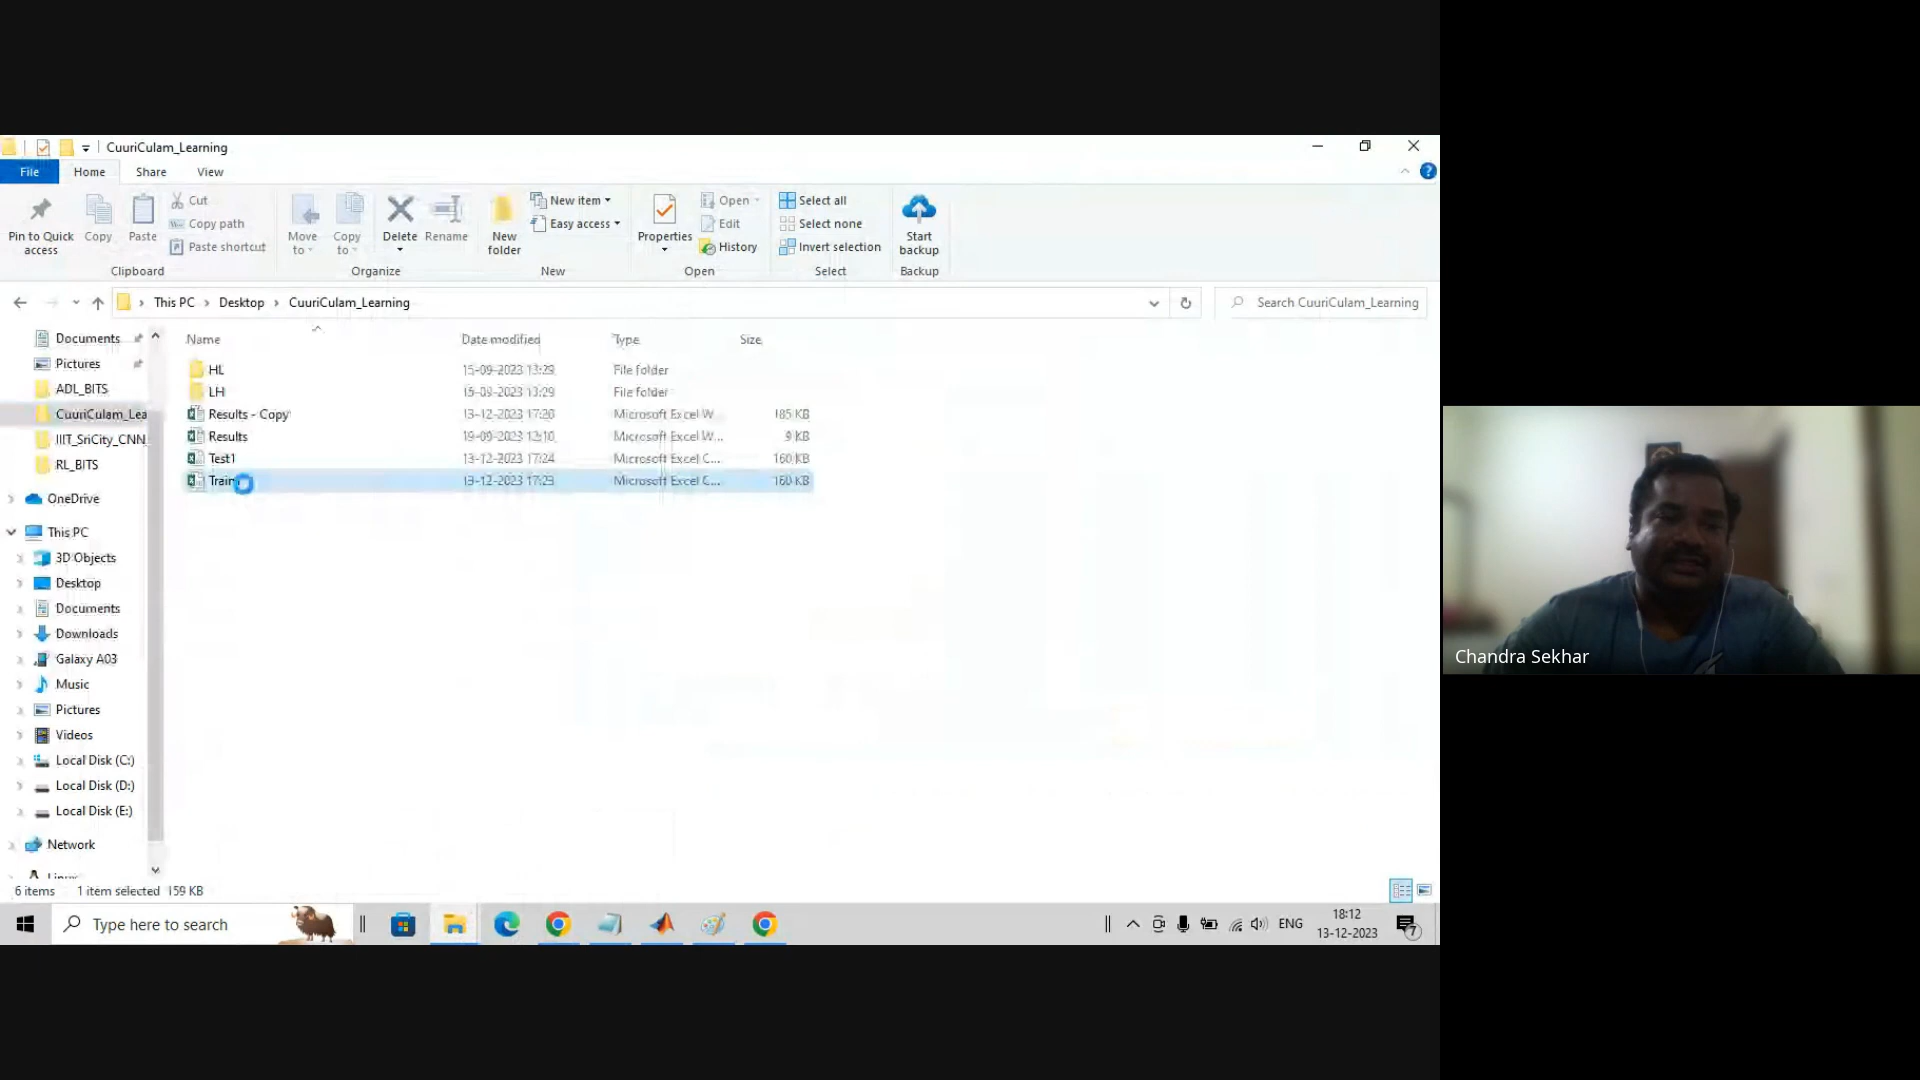 CuuriCulam_Learning
File Home Share View
Pin to Quick access
Copy
Paste
Cut
Copy path
Paste shortcut
Clipboard
Move to
Copy to
Delete
Rename
Organize
New folder
New item
Easy access
New
Properties
Open
Edit
History
Open
Select all
Select none
Invert selection
Select
Start backup
Backup
This PC > Desktop > CuuriCulam_Learning
Search CuuriCulam_Learning
Documents
Pictures
ADL_BITS
CuuriCulam_Lea
IIIT_SriCity_CNN
RL_BITS
OneDrive
This PC
3D Objects
Desktop
Documents
Downloads
Galaxy A03
Music
Pictures
Videos
Local Disk (C:)
Local Disk (D:)
Local Disk (E:)
Network
Name Date modified Type Size
HL 15-09-2023 13:29 File folder
LH 15-09-2023 13:29 File folder
Results - Copy 13-12-2023 17:20 Microsoft Excel W... 185 KB
Results 19-09-2023 12:10 Microsoft Excel W... 9 KB
Test1 13-12-2023 17:24 Microsoft Excel C... 160 KB
Train 13-12-2023 17:23 Microsoft Excel C... 160 KB
6 items 1 item selected 159 KB
Type here to search
ENG
18:12
13-12-2023
7
Chandra Sekhar